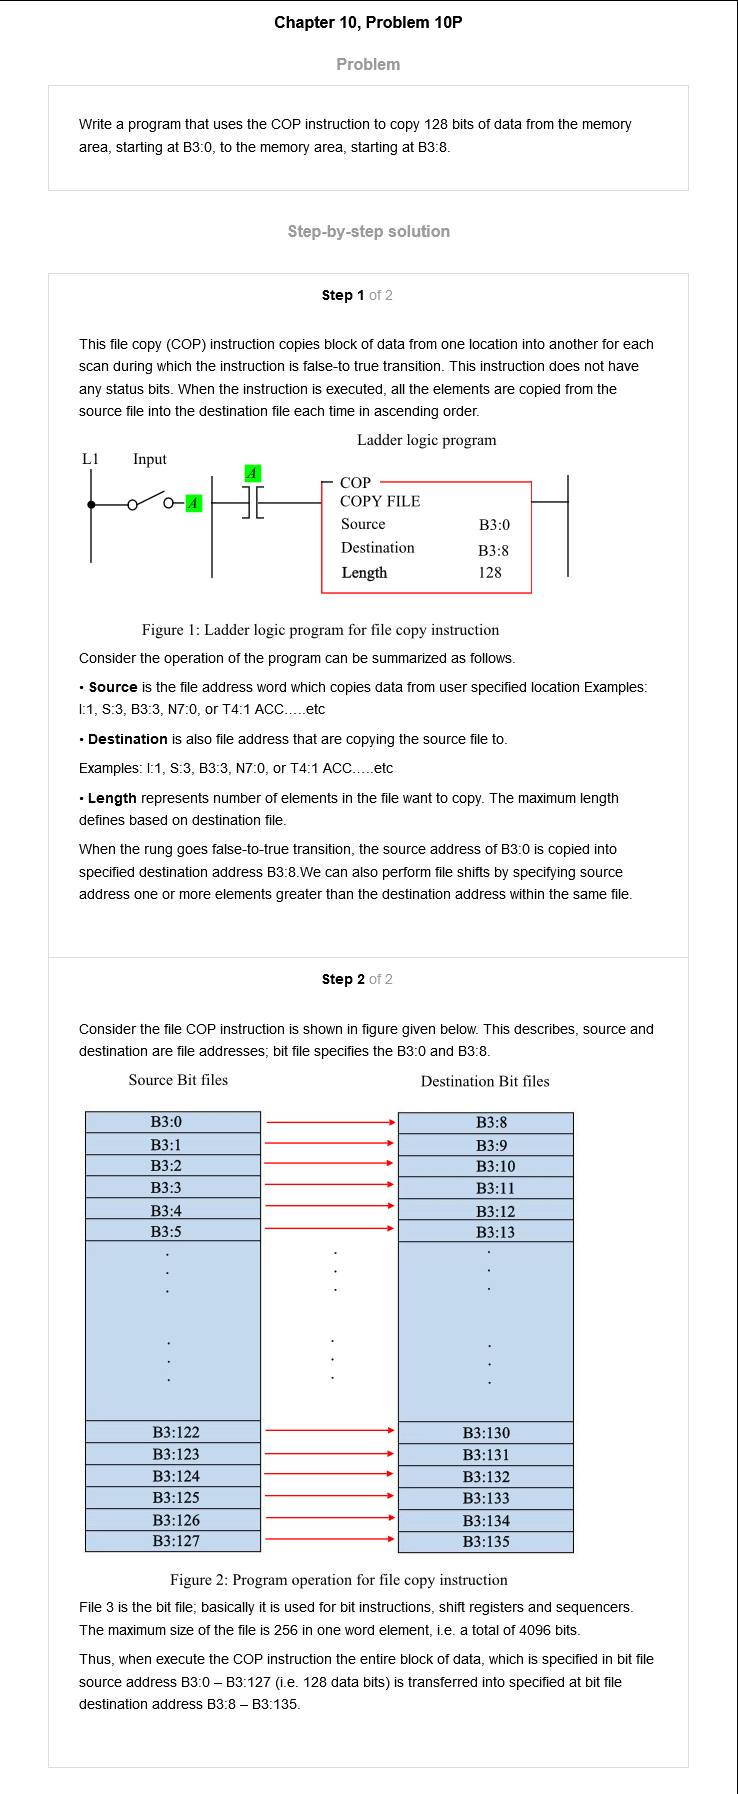 Chapter 10, Problem 10P
Problem
Write a program that uses the COP instruction to copy 128 bits of data from the memory
area, starting at B3:0, to the memory area, starting at B3:8.
Step-by-step solution
Step 1 of 2
This file copy (COP) instruction copies block of data from one location into another for each
scan during which the instruction is false-to true transition. This instruction does not have
any status bits. When the instruction is executed, all the elements are copied from the
source file into the destination file each time in ascending order.
Ladder logic program
L1 Input
A
COP
A
COPY FILE
Source B3:0
Destination B3:8
Length 128
Figure 1: Ladder logic program for file copy instruction
Consider the operation of the program can be summarized as follows.
• Source is the file address word which copies data from user specified location Examples:
I:1, S:3, B3:3, N7:0, or T4:1 ACC.....etc
• Destination is also file address that are copying the source file to.
Examples: I:1, S:3, B3:3, N7:0, or T4:1 ACC.....etc
• Length represents number of elements in the file want to copy. The maximum length
defines based on destination file.
When the rung goes false-to-true transition, the source address of B3:0 is copied into
specified destination address B3:8.We can also perform file shifts by specifying source
address one or more elements greater than the destination address within the same file.
Step 2 of 2
Consider the file COP instruction is shown in figure given below. This describes, source and
destination are file addresses; bit file specifies the B3:0 and B3:8.
Source Bit files Destination Bit files
B3:0 B3:8
B3:1 B3:9
B3:2 B3:10
B3:3 B3:11
B3:4 B3:12
B3:5 B3:13
. . .
. . .
. . .
. . .
. . .
. . .
B3:122 B3:130
B3:123 B3:131
B3:124 B3:132
B3:125 B3:133
B3:126 B3:134
B3:127 B3:135
Figure 2: Program operation for file copy instruction
File 3 is the bit file; basically it is used for bit instructions, shift registers and sequencers.
The maximum size of the file is 256 in one word element, i.e. a total of 4096 bits.
Thus, when execute the COP instruction the entire block of data, which is specified in bit file
source address B3:0 – B3:127 (i.e. 128 data bits) is transferred into specified at bit file
destination address B3:8 – B3:135.